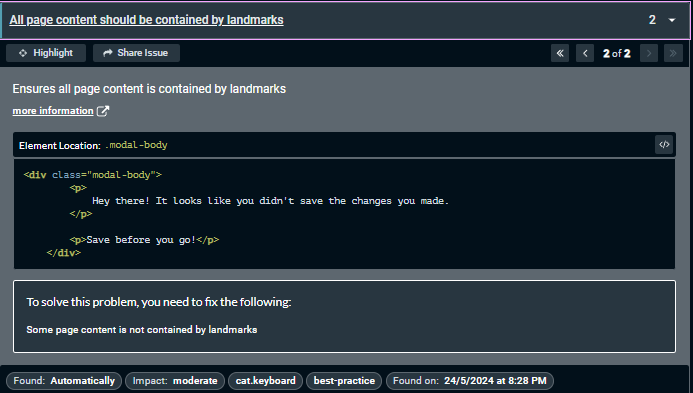 All page content should be contained by landmarks 2
Highlight Share Issue 2 of 2
Ensures all page content is contained by landmarks
more information
Element Location: .modal-body </>
<div class="modal-body">
<p>
Hey there! It looks like you didn't save the changes you made.
</p>
<p>Save before you go!</p>
</div>
To solve this problem, you need to fix the following:
Some page content is not contained by landmarks
Found: Automatically Impact: moderate cat.keyboard best-practice Found on: 24/5/2024 at 8:28 PM